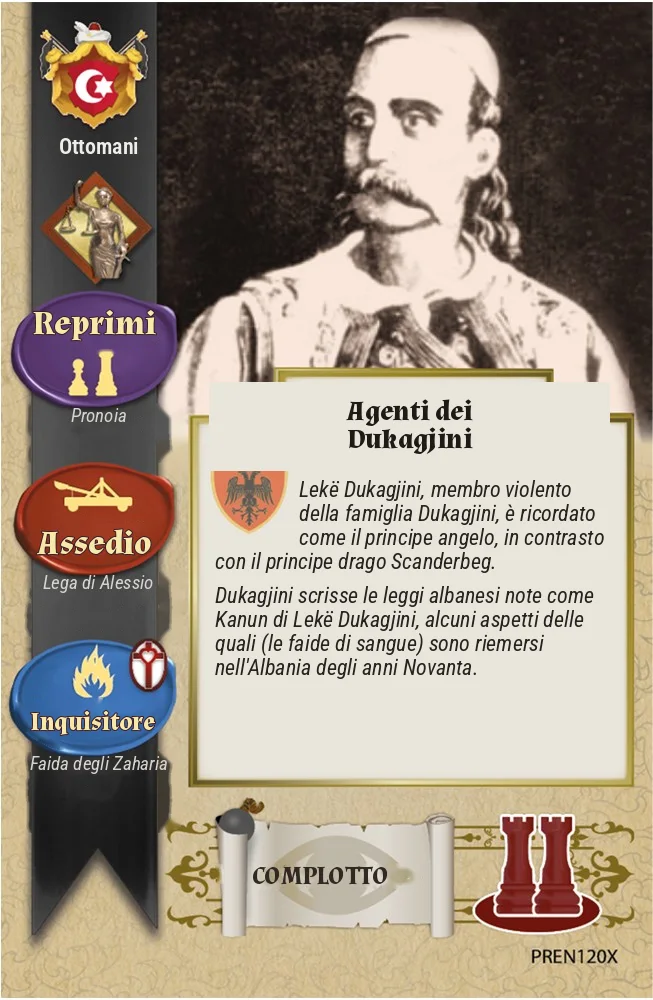 Ottomani
Reprimi
Pronoia
Assedio
Lega di Alessio
Inquisitore
Faida degli Zaharia
Agenti dei
Dukagjini
Lekë Dukagjini, membro violento
della famiglia Dukagjini, è ricordato
come il principe angelo, in contrasto
con il principe drago Scanderbeg.
Dukagjini scrisse le leggi albanesi note come
Kanun di Lekë Dukagjini, alcuni aspetti delle
quali (le faide di sangue) sono riemersi
nell'Albania degli anni Novanta.
COMPLOTTO
PREN120X